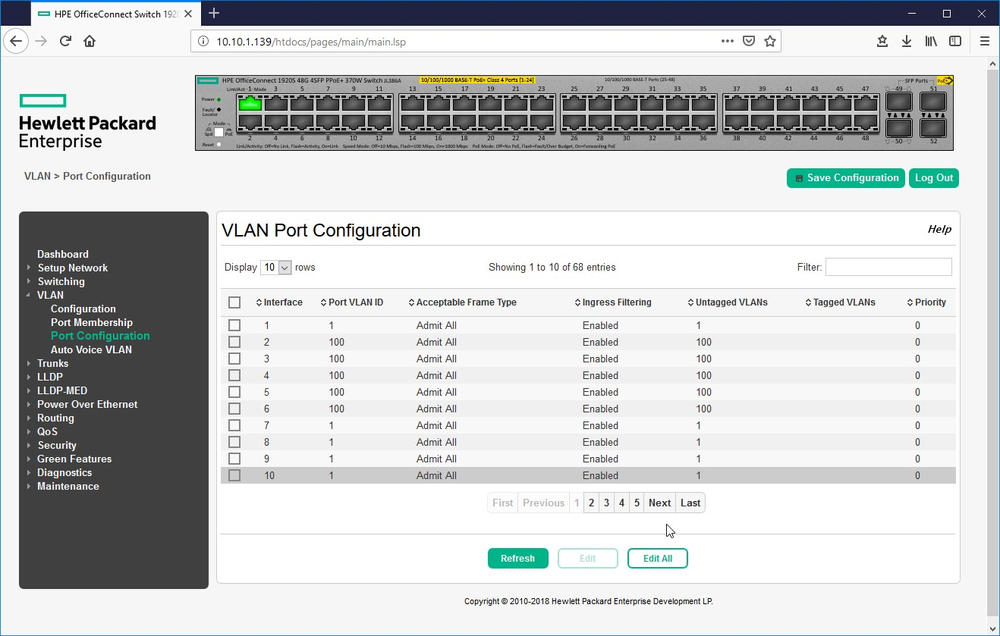 HPE OfficeConnect Switch 192
10.10.1.139/htdocs/pages/main/main.lsp
HPE OfficeConnect 1920S 48G 4SFP PPoE+ 370W Switch JL386A 10/100/1000 BASE-T PoE+ Class 4 Ports (1-24) 10/100/1000 BASE-T Ports (25-48) SFP Ports PoE+
Link/Act 1 Mode 3 5 7 9 11 13 15 17 19 21 23 25 27 29 31 33 35 37 39 41 43 45 47 49 51
Power
Fault/
Locator
Mode
Spd PoE
2 4 6 8 10 12 14 16 18 20 22 24 26 28 30 32 34 36 38 40 42 44 46 48 50 52
Reset Link/Activity: Off=No Link, Flash=Activity, On=Link Speed Mode: Off=10 Mbps, Flash=100 Mbps, On=1000 Mbps PoE Mode: Off=No PoE, Flash=Fault/Over Budget, On=Forwarding PoE
Hewlett Packard
Enterprise
VLAN > Port Configuration
Save Configuration
Log Out
Dashboard
Setup Network
Switching
VLAN
Configuration
Port Membership
Port Configuration
Auto Voice VLAN
Trunks
LLDP
LLDP-MED
Power Over Ethernet
Routing
QoS
Security
Green Features
Diagnostics
Maintenance
VLAN Port Configuration
Help
Display 10 rows Showing 1 to 10 of 68 entries Filter:
Interface Port VLAN ID Acceptable Frame Type Ingress Filtering Untagged VLANs Tagged VLANs Priority
1 1 Admit All Enabled 1 0
2 100 Admit All Enabled 100 0
3 100 Admit All Enabled 100 0
4 100 Admit All Enabled 100 0
5 100 Admit All Enabled 100 0
6 100 Admit All Enabled 100 0
7 1 Admit All Enabled 1 0
8 1 Admit All Enabled 1 0
9 1 Admit All Enabled 1 0
10 1 Admit All Enabled 1 0
First Previous 1 2 3 4 5 Next Last
Refresh Edit Edit All
Copyright © 2010-2018 Hewlett Packard Enterprise Development LP.